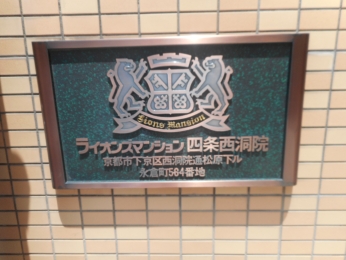 Lions Mansion
ライオンズマンション 四条西洞院
京都市下京区西洞院通松原下ル
永倉町564番地